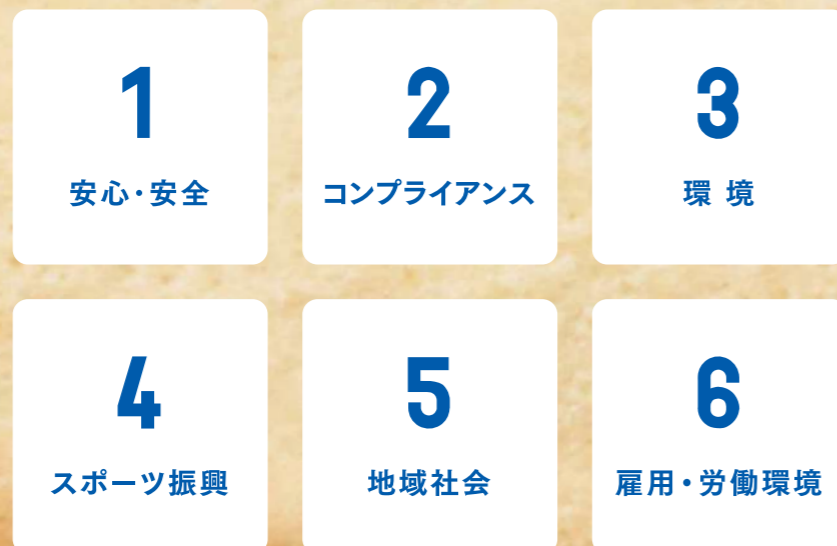 1
安心・安全
2
コンプライアンス
3
環 境
4
スポーツ振興
5
地域社会
6
雇用・労働環境